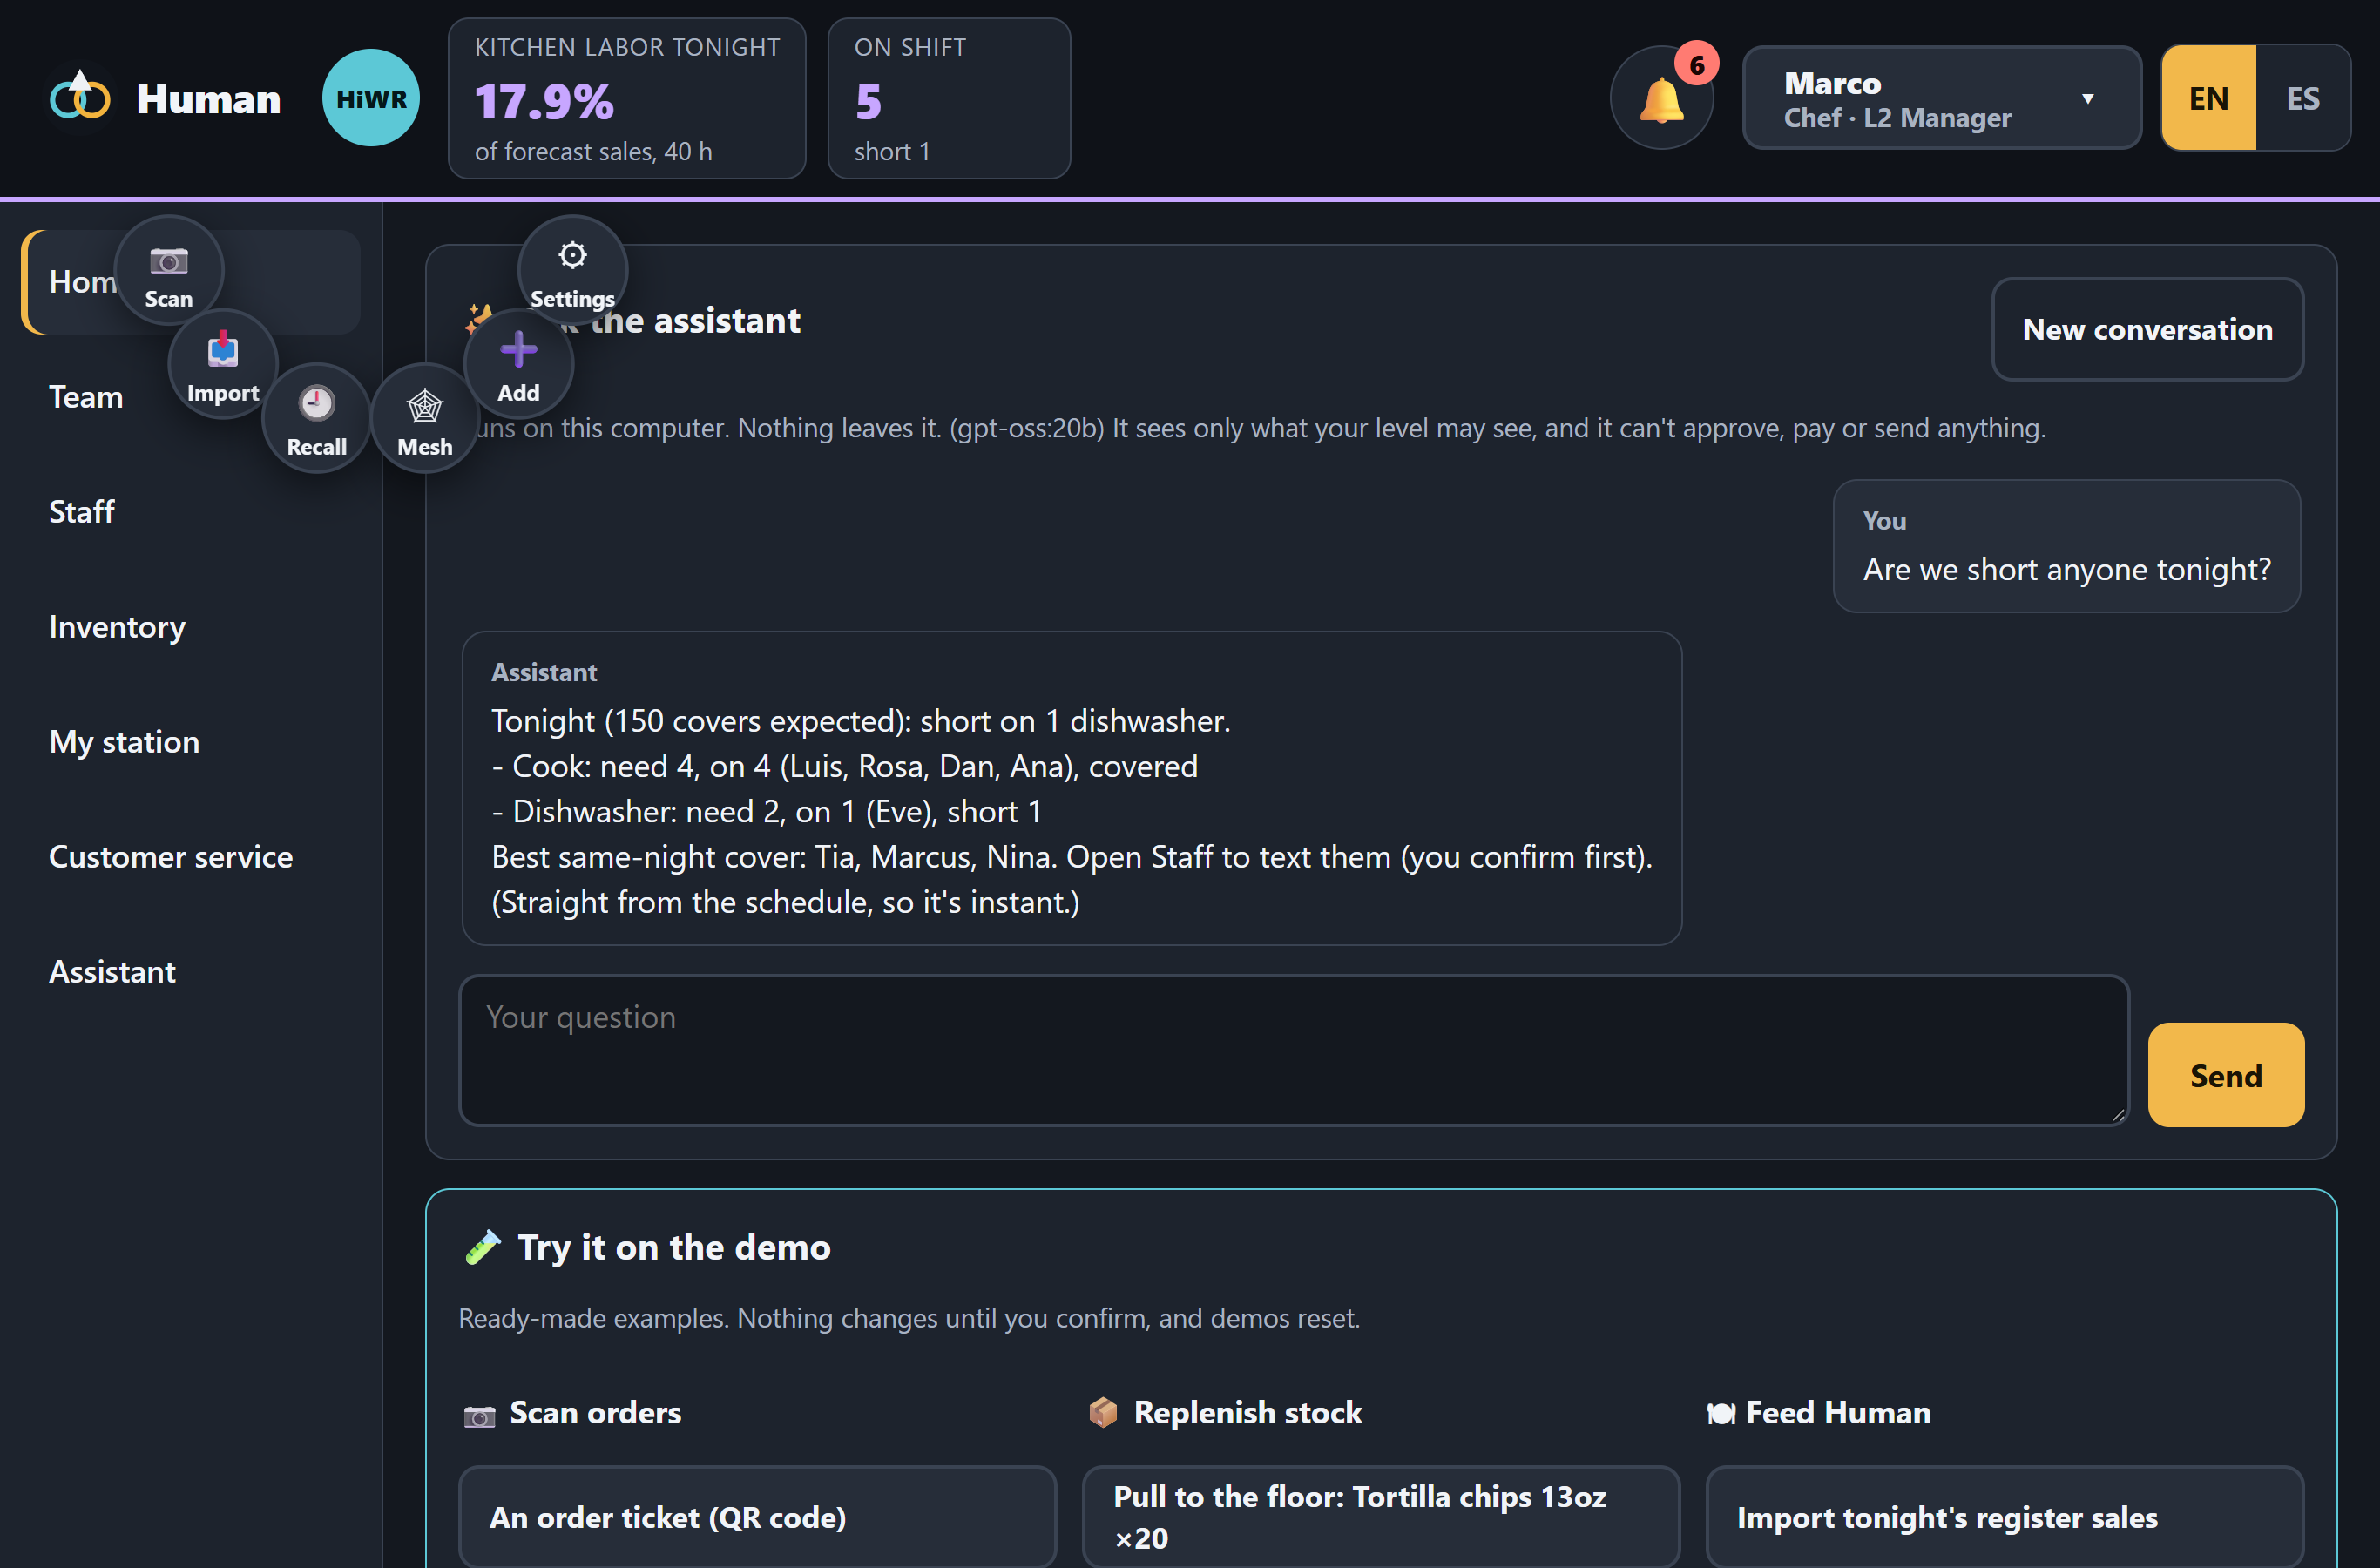 Human
HiWR
KITCHEN LABOR TONIGHT
17.9%
of forecast sales, 40 h
ON SHIFT
5
short 1
6
Marco
Chef · L2 Manager
EN
ES
Scan
Import
Recall
Mesh
Add
Settings
Team
Staff
Inventory
My station
Customer service
Assistant
the assistant
New conversation
on this computer. Nothing leaves it. (gpt-oss:20b) It sees only what your level may see, and it can't approve, pay or send anything.
You
Are we short anyone tonight?
Assistant
Tonight (150 covers expected): short on 1 dishwasher.
- Cook: need 4, on 4 (Luis, Rosa, Dan, Ana), covered
- Dishwasher: need 2, on 1 (Eve), short 1
Best same-night cover: Tia, Marcus, Nina. Open Staff to text them (you confirm first).
(Straight from the schedule, so it's instant.)
Your question
Send
Try it on the demo
Ready-made examples. Nothing changes until you confirm, and demos reset.
Scan orders
An order ticket (QR code)
Replenish stock
Pull to the floor: Tortilla chips 13oz
×20
Feed Human
Import tonight's register sales